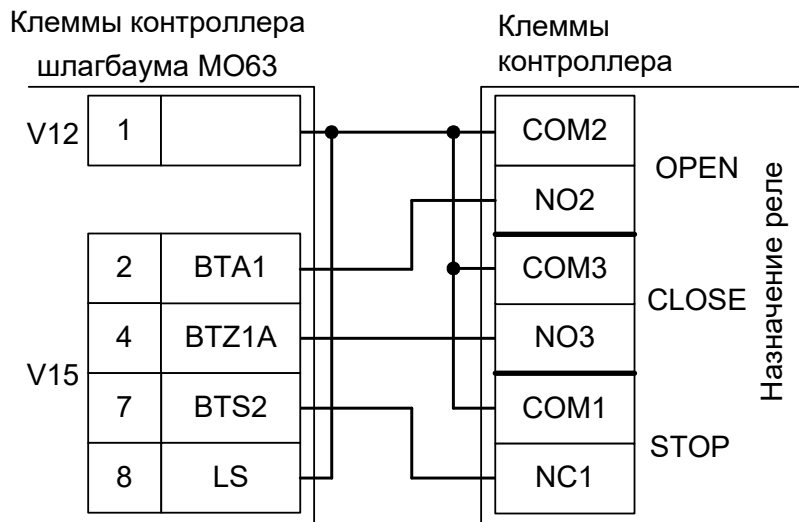 Клеммы контроллера
шлагбаума МО63
Клеммы
контроллера
V12
1
COM2
NO2
OPEN
V15
2
BTA1
COM3
4
BTZ1A
NO3
CLOSE
7
BTS2
COM1
8
LS
NC1
STOP
Назначение реле